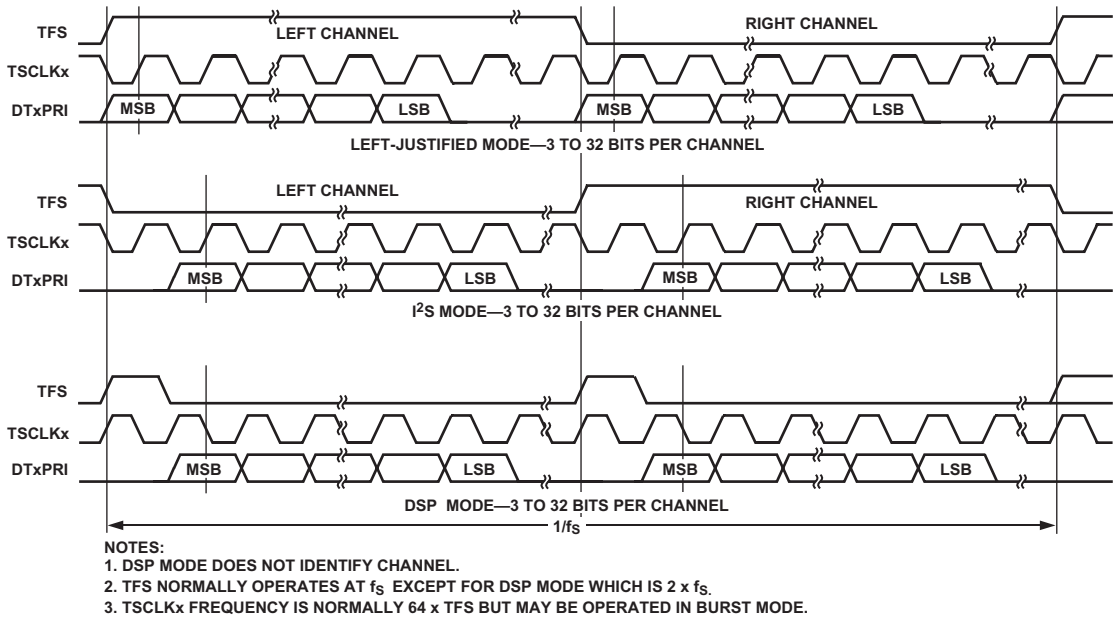 LEFT CHANNEL RIGHT CHANNEL
TFS
TSCLKx
DTxPRI MSB LSB MSB LSB
LEFT-JUSTIFIED MODE—3 TO 32 BITS PER CHANNEL
LEFT CHANNEL RIGHT CHANNEL
TFS
TSCLKx
DTxPRI MSB LSB MSB LSB
I²S MODE—3 TO 32 BITS PER CHANNEL
TFS
TSCLKx
DTxPRI MSB LSB MSB LSB
DSP MODE—3 TO 32 BITS PER CHANNEL
1/fS
NOTES:
1. DSP MODE DOES NOT IDENTIFY CHANNEL.
2. TFS NORMALLY OPERATES AT fS EXCEPT FOR DSP MODE WHICH IS 2 x fS.
3. TSCLKx FREQUENCY IS NORMALLY 64 x TFS BUT MAY BE OPERATED IN BURST MODE.